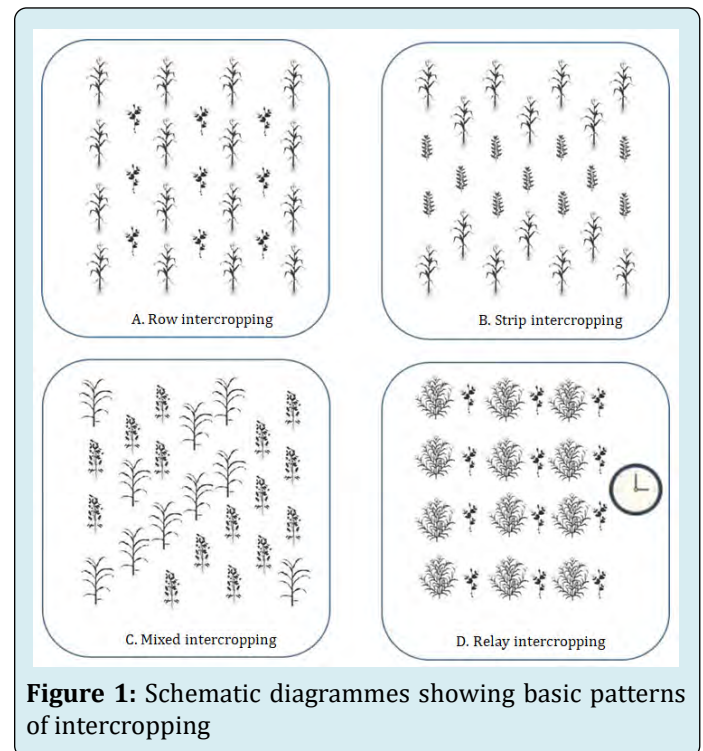 A. Row intercropping
B. Strip intercropping
C. Mixed intercropping
D. Relay intercropping
Figure 1: Schematic diagrammes showing basic patterns
of intercropping